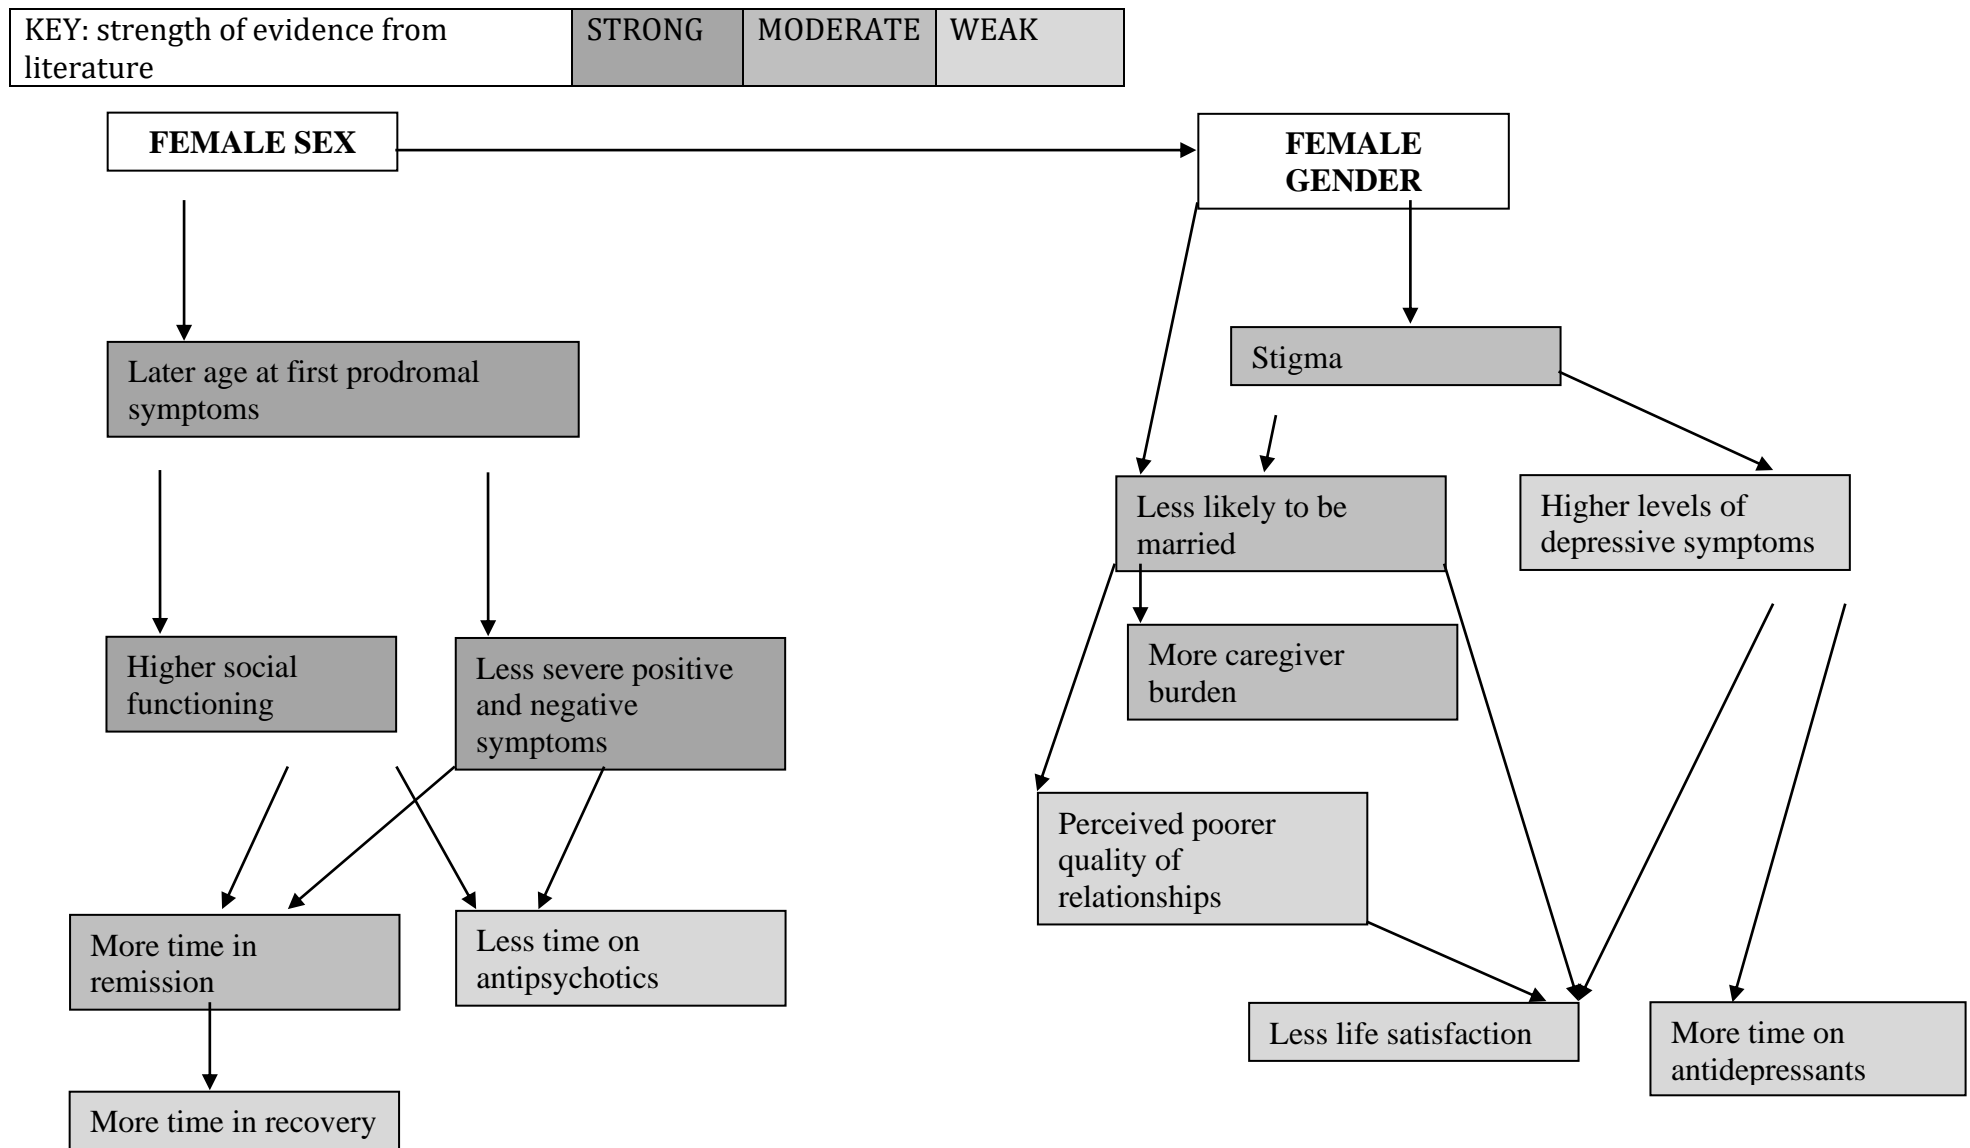 KEY: strength of evidence from
literature
STRONG
MODERATE
WEAK
FEMALE SEX
FEMALE
GENDER
Later age at first prodromal
symptoms
Stigma
Less likely to be
married
Higher levels of
depressive symptoms
Higher social
functioning
Less severe positive
and negative
symptoms
More caregiver
burden
Perceived poorer
quality of
relationships
More time in
remission
Less time on
antipsychotics
Less life satisfaction
More time on
antidepressants
More time in recovery